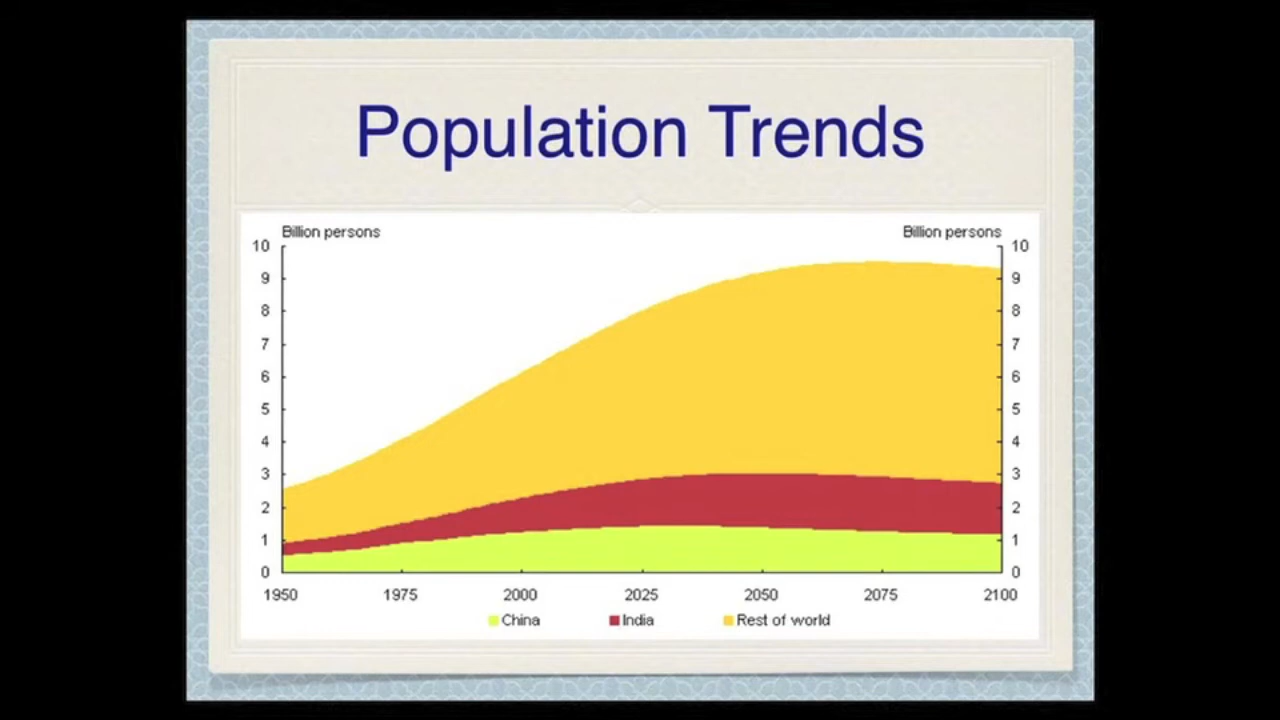 Population Trends
Billion persons Billion persons
10 10
9 9
8 8
7 7
6 6
5 5
4 4
3 3
2 2
1 1
0 0
1950 1975 2000 2025 2050 2075 2100
China India Rest of world